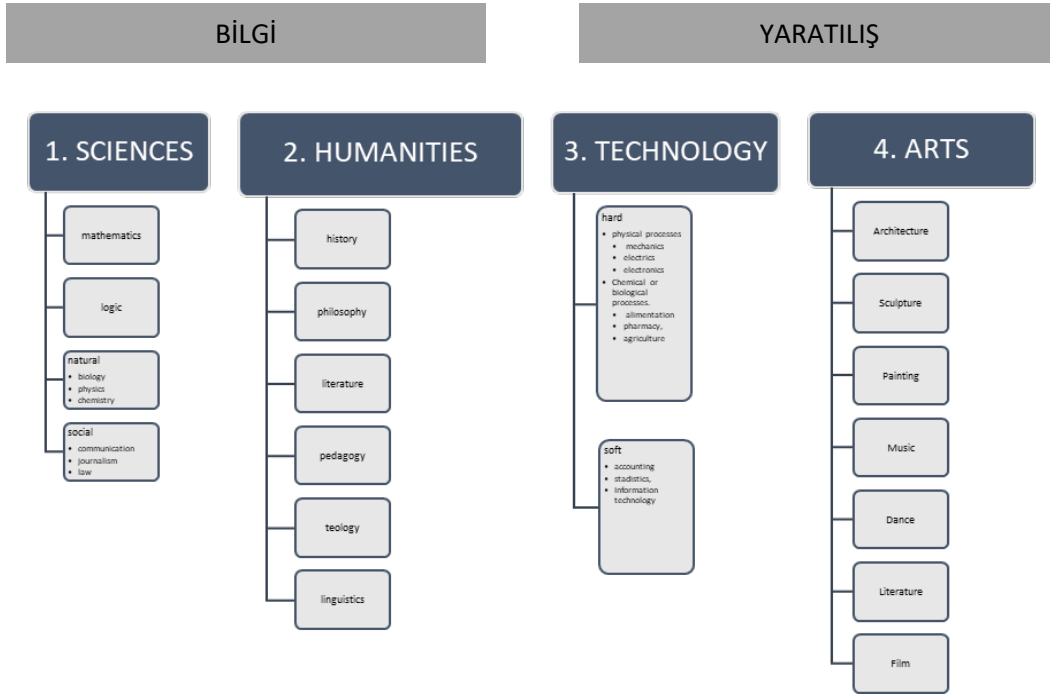 BİLGİ
YARATILIŞ
1. SCIENCES
mathematics
logic
natural
• biology
• physics
• chemistry
social
• communication
• journalism
• law
2. HUMANITIES
history
philosophy
literature
pedagogy
teology
linguistics
3. TECHNOLOGY
hard
• physical processes
• mechanics
• electrics
• electronics
• Chemical or
biological
processes.
• alimentation
• pharmacy,
• agriculture
soft
• accounting
• stadistics,
• Information
technology
4. ARTS
Architecture
Sculpture
Painting
Music
Dance
Literature
Film